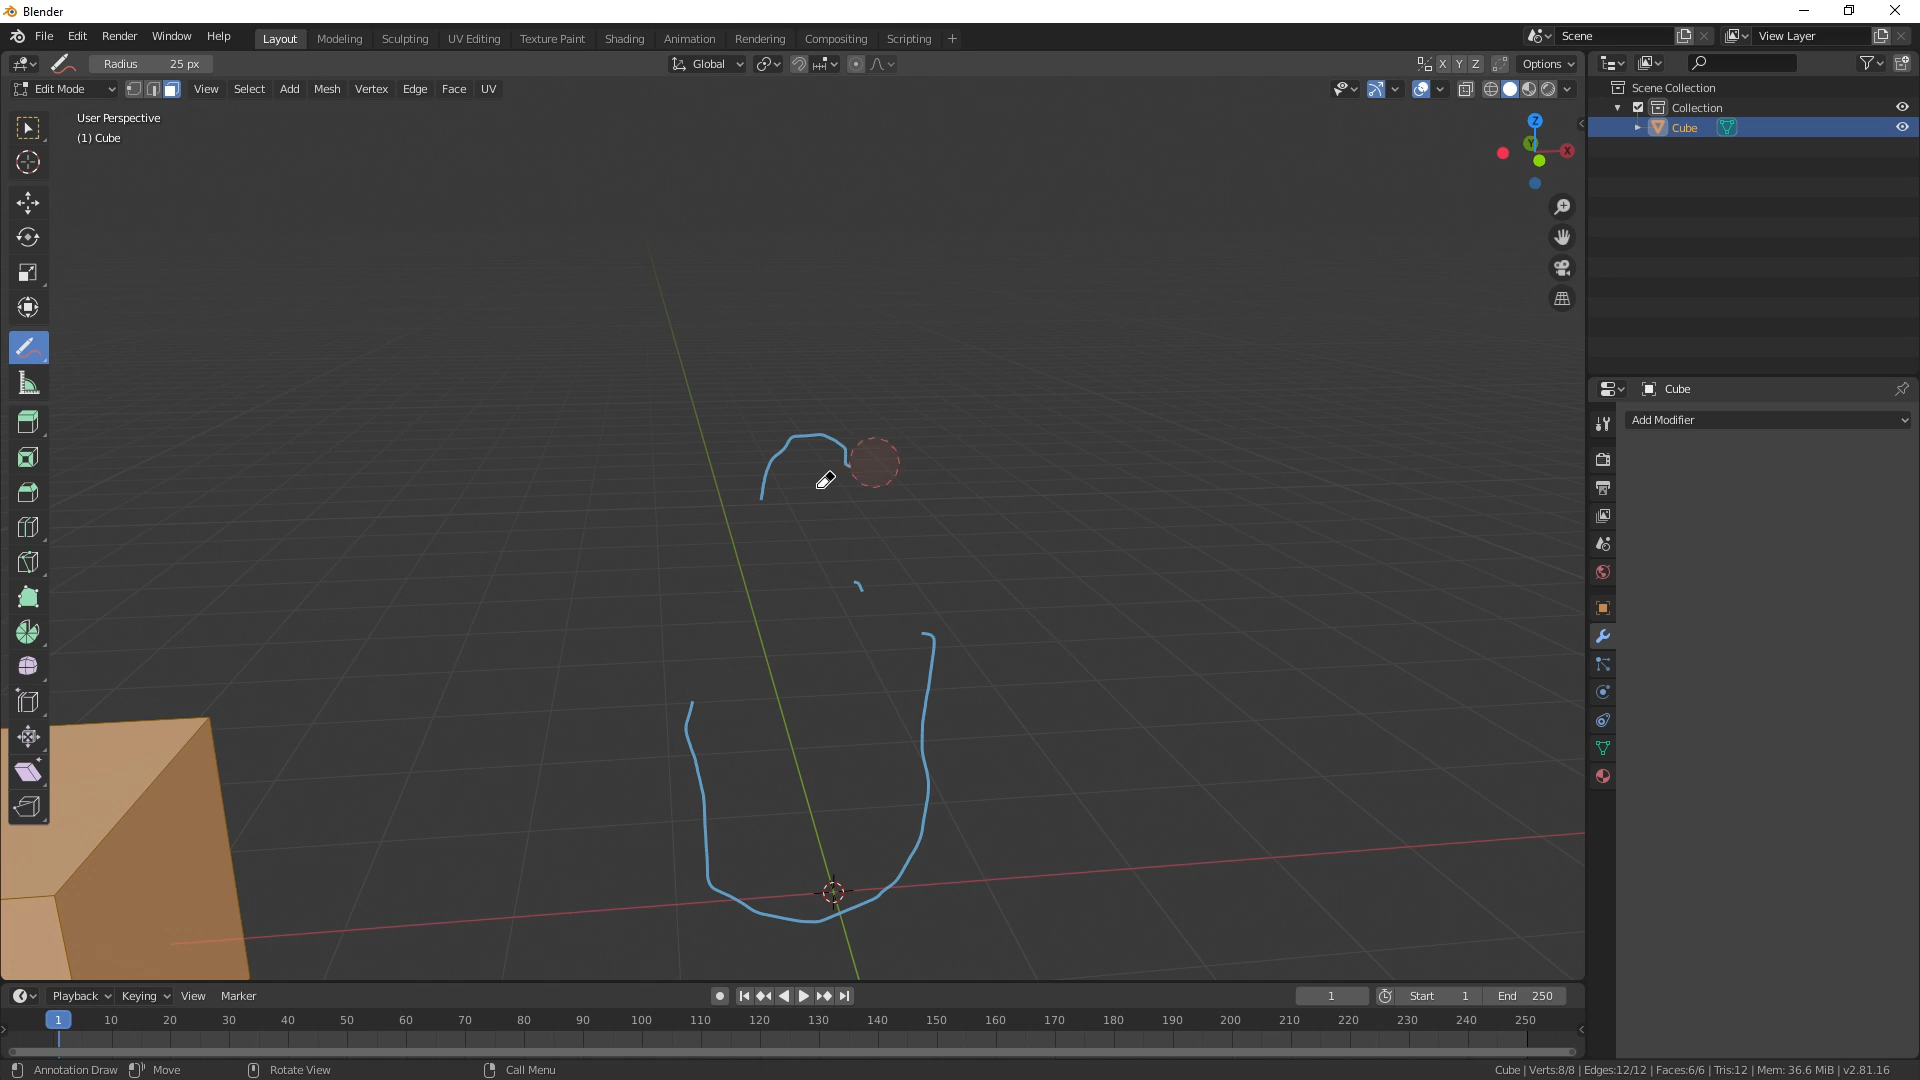 Blender
File Edit Render Window Help
Layout Modeling Sculpting UV Editing Texture Paint Shading Animation Rendering Compositing Scripting +
Scene
View Layer
Radius 25 px
Global
X Y Z
Options
Edit Mode
View Select Add Mesh Vertex Edge Face UV
User Perspective
(1) Cube
Z
Y
X
Scene Collection
Collection
Cube
Cube
Add Modifier
Playback Keying View Marker
1
Start 1
End 250
1 10 20 30 40 50 60 70 80 90 100 110 120 130 140 150 160 170 180 190 200 210 220 230 240 250
Annotation Draw Move Rotate View Call Menu
Cube | Verts:8/8 | Edges:12/12 | Faces:6/6 | Tris:12 | Mem: 36.6 MiB | v2.81.16